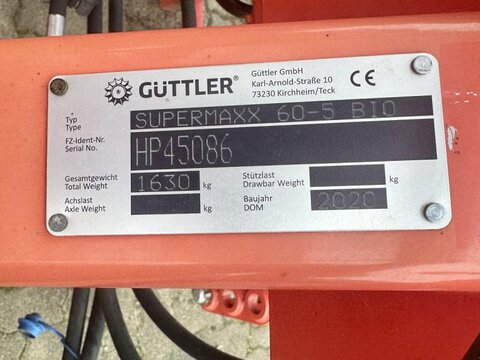 GÜTTLER®
Güttler GmbH
Karl-Arnold-Straße 10
73230 Kirchheim/Teck
CE
Typ
Type
SUPERMAXX 60-5 BIO
FZ-Ident-Nr.
Serial No.
HP45086
Gesamtgewicht
Total Weight
1630 kg
Stützlast
Drawbar Weight
kg
Achslast
Axle Weight
kg
Baujahr
DOM
2020